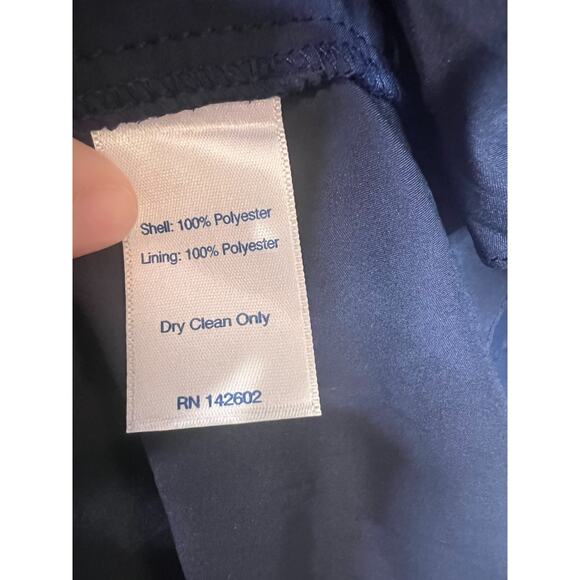 Shell: 100% Polyester
Lining: 100% Polyester
Dry Clean Only
RN 142602